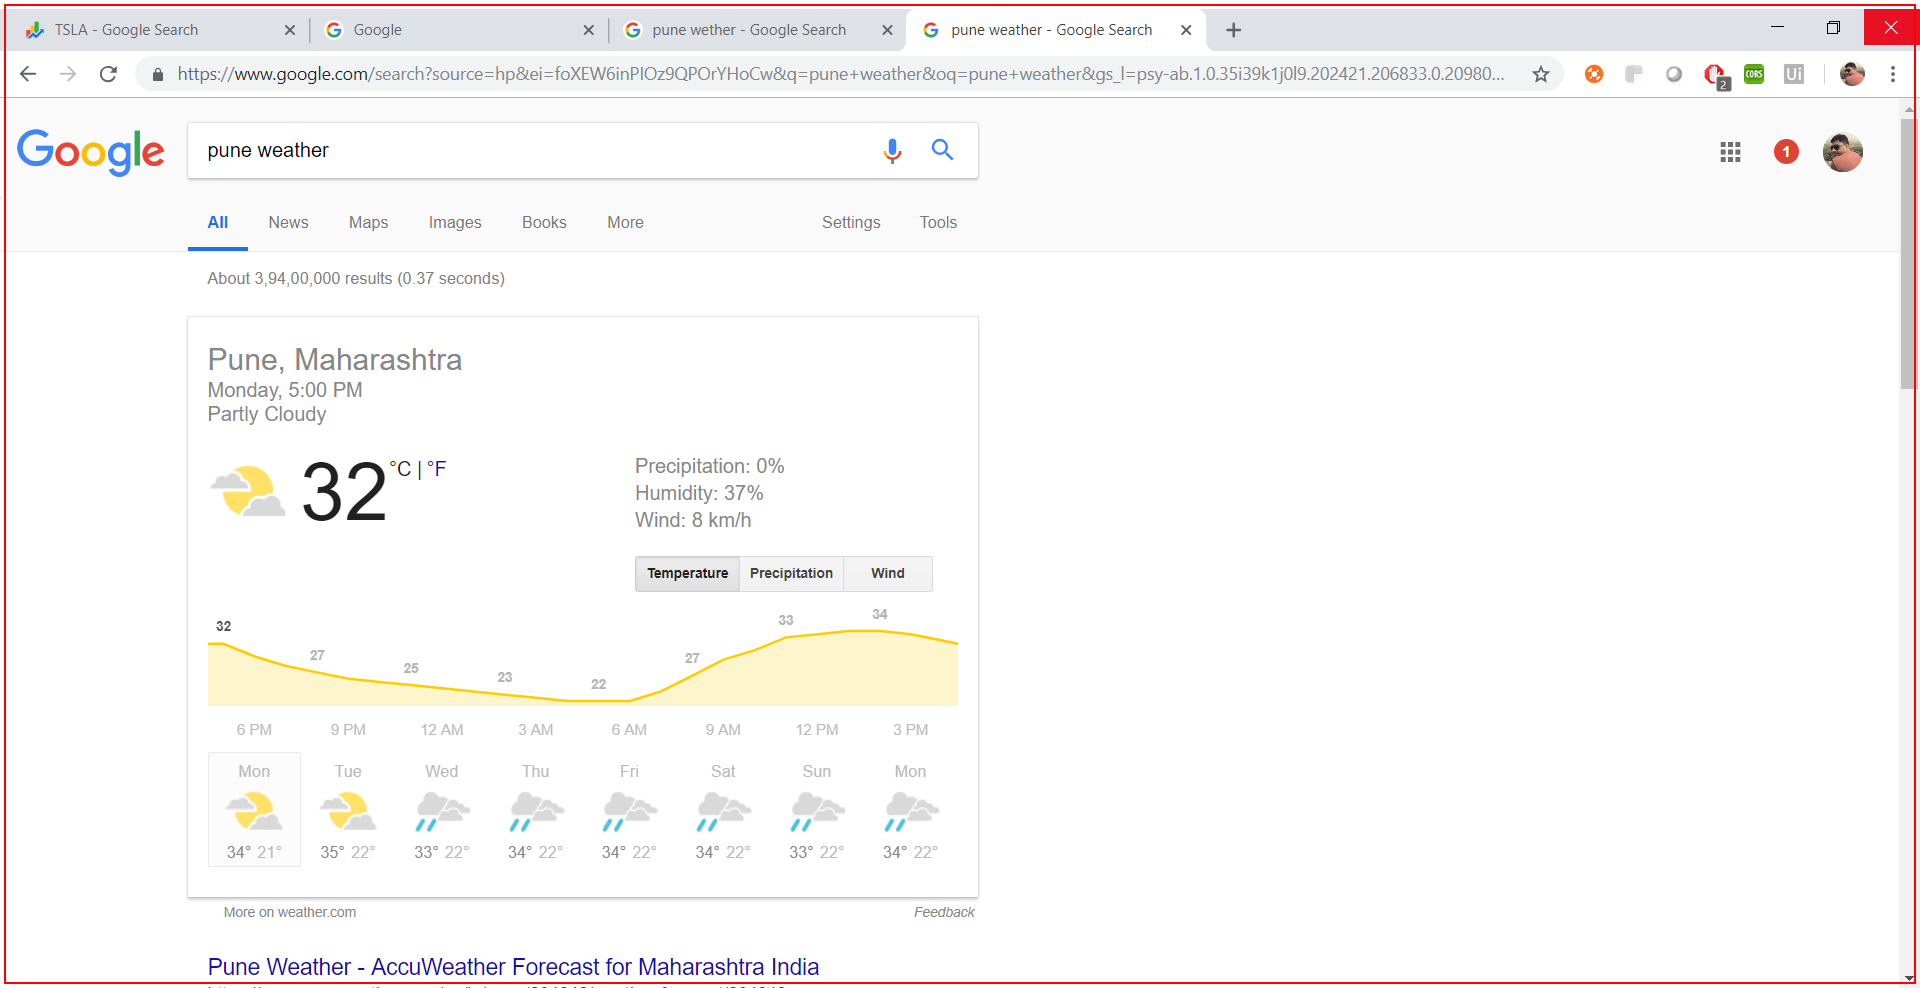 TSLA - Google Search
Google
pune wether - Google Search
pune weather - Google Search
https://www.google.com/search?source=hp&ei=foXEW6inPIOz9QPOrYHoCw&q=pune+weather&oq=pune+weather&gs_l=psy-ab.1.0.35i39k1j0l9.202421.206833.0.20980...
2
CORS
Ui
Google
pune weather
1
All
News
Maps
Images
Books
More
Settings
Tools
About 3,94,00,000 results (0.37 seconds)
Pune, Maharashtra
Monday, 5:00 PM
Partly Cloudy
32 °C | °F
Precipitation: 0%
Humidity: 37%
Wind: 8 km/h
Temperature
Precipitation
Wind
32
27
25
23
22
27
33
34
6 PM
9 PM
12 AM
3 AM
6 AM
9 AM
12 PM
3 PM
Mon
Tue
Wed
Thu
Fri
Sat
Sun
Mon
34° 21°
35° 22°
33° 22°
34° 22°
34° 22°
34° 22°
33° 22°
34° 22°
More on weather.com
Feedback
Pune Weather - AccuWeather Forecast for Maharashtra India